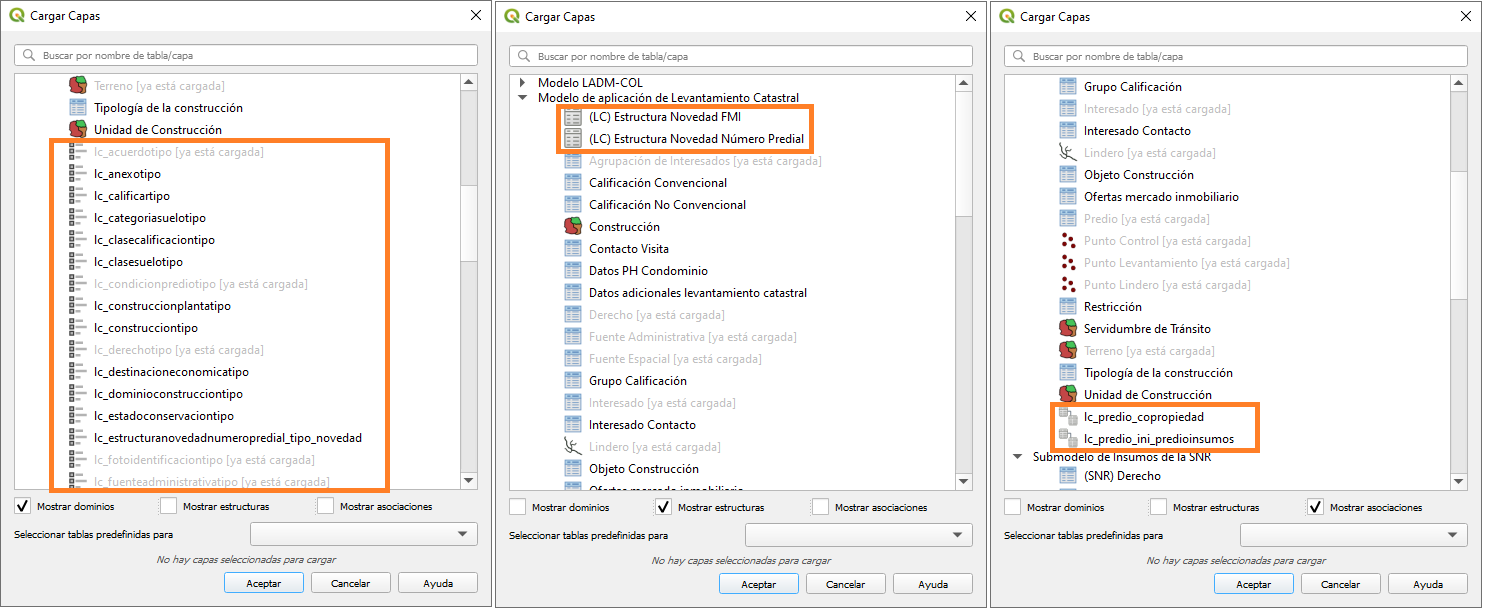 Cargar Capas
Buscar por nombre de tabla/capa
Terreno [ya está cargada]
Tipología de la construcción
Unidad de Construcción
lc_acuerdotipo [ya está cargada]
lc_anexotipo
lc_calificartipo
lc_categoriasuelotipo
lc_clasecalificaciontipo
lc_clasesuelotipo
lc_condicionprediotipo [ya está cargada]
lc_construccionplantatipo
lc_construcciontipo
lc_derechotipo [ya está cargada]
lc_destinacioneconomicatipo
lc_dominioconstrucciontipo
lc_estadoconservaciontipo
lc_estructuranovedadnumeropredial_tipo_novedad
lc_fotoidentificaciontipo [ya está cargada]
lc_fuenteadministrativatipo [ya está cargada]
Mostrar dominios Mostrar estructuras Mostrar asociaciones
Seleccionar tablas predefinidas para
No hay capas seleccionadas para cargar
Aceptar Cancelar Ayuda
Cargar Capas
Buscar por nombre de tabla/capa
Modelo LADM-COL
Modelo de aplicación de Levantamiento Catastral
(LC) Estructura Novedad FMI
(LC) Estructura Novedad Número Predial
Agrupación de Interesados [ya está cargada]
Calificación Convencional
Calificación No Convencional
Construcción
Contacto Visita
Datos PH Condominio
Datos adicionales levantamiento catastral
Derecho [ya está cargada]
Fuente Administrativa [ya está cargada]
Fuente Espacial [ya está cargada]
Grupo Calificación
Interesado [ya está cargada]
Interesado Contacto
Lindero [ya está cargada]
Objeto Construcción
Ofertas mercado inmobiliario
Mostrar dominios Mostrar estructuras Mostrar asociaciones
Seleccionar tablas predefinidas para
No hay capas seleccionadas para cargar
Aceptar Cancelar Ayuda
Cargar Capas
Buscar por nombre de tabla/capa
Grupo Calificación
Interesado [ya está cargada]
Interesado Contacto
Lindero [ya está cargada]
Objeto Construcción
Ofertas mercado inmobiliario
Predio [ya está cargada]
Punto Control [ya está cargada]
Punto Levantamiento [ya está cargada]
Punto Lindero [ya está cargada]
Restricción
Servidumbre de Tránsito
Terreno [ya está cargada]
Tipología de la construcción
Unidad de Construcción
lc_predio_copropiedad
lc_predio_ini_predioinsumos
Submodelo de Insumos de la SNR
(SNR) Derecho
Mostrar dominios Mostrar estructuras Mostrar asociaciones
Seleccionar tablas predefinidas para
No hay capas seleccionadas para cargar
Aceptar Cancelar Ayuda